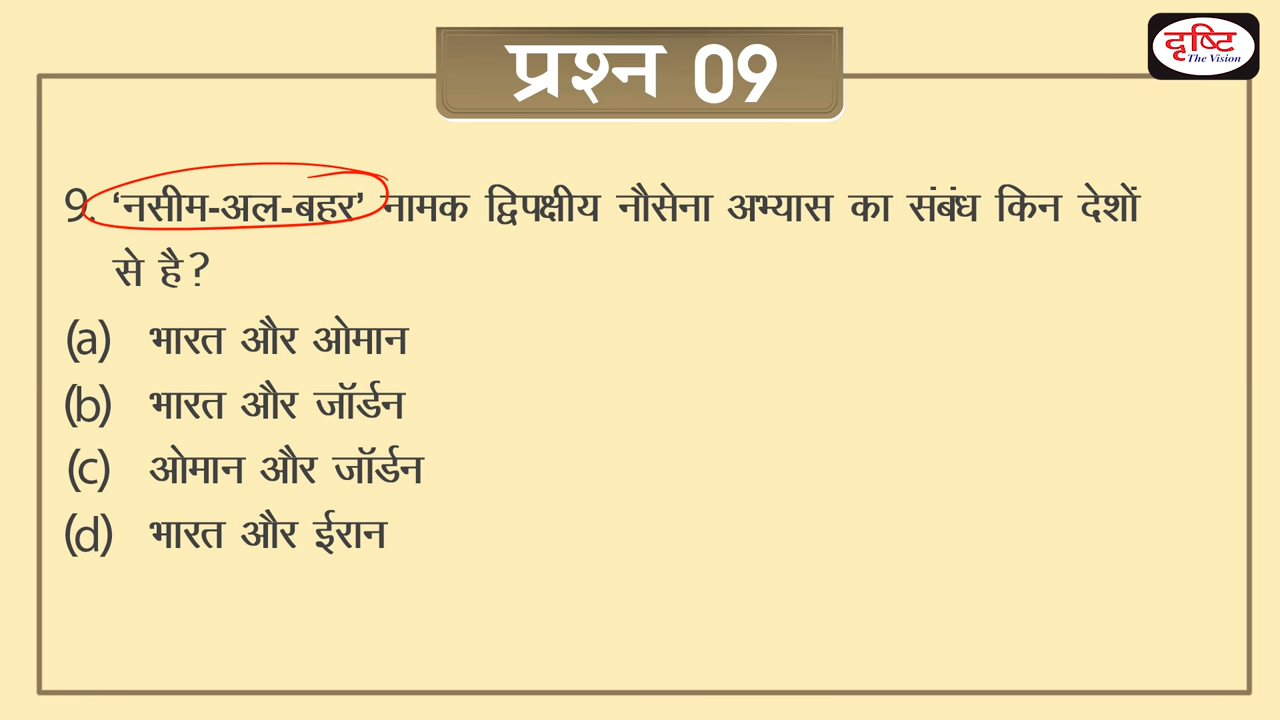 प्रश्न 09
दृष्टि
The Vision
9. 'नसीम-अल-बहर' नामक द्विपक्षीय नौसेना अभ्यास का संबंध किन देशों
से है?
(a) भारत और ओमान
(b) भारत और जॉर्डन
(c) ओमान और जॉर्डन
(d) भारत और ईरान